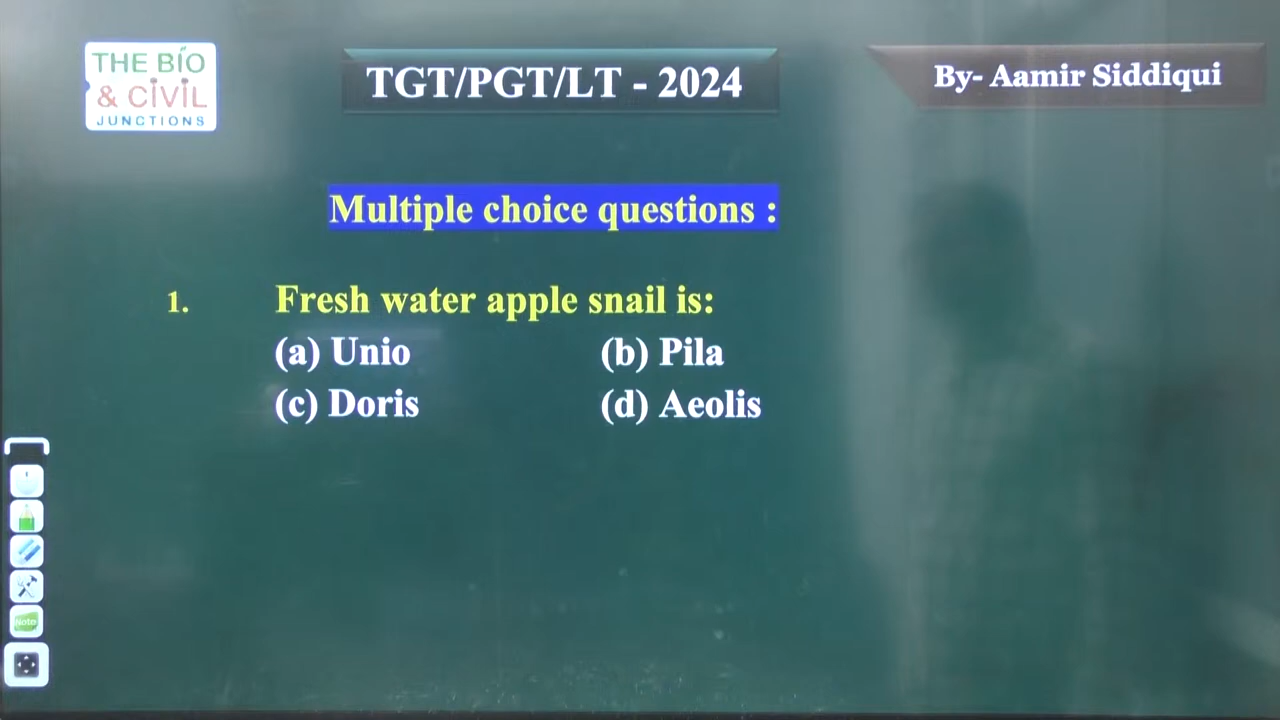 THE BIO
& CIVIL
JUNCTIONS
TGT/PGT/LT - 2024
By- Aamir Siddiqui
Multiple choice questions :
1. Fresh water apple snail is:
(a) Unio (b) Pila
(c) Doris (d) Aeolis
Note